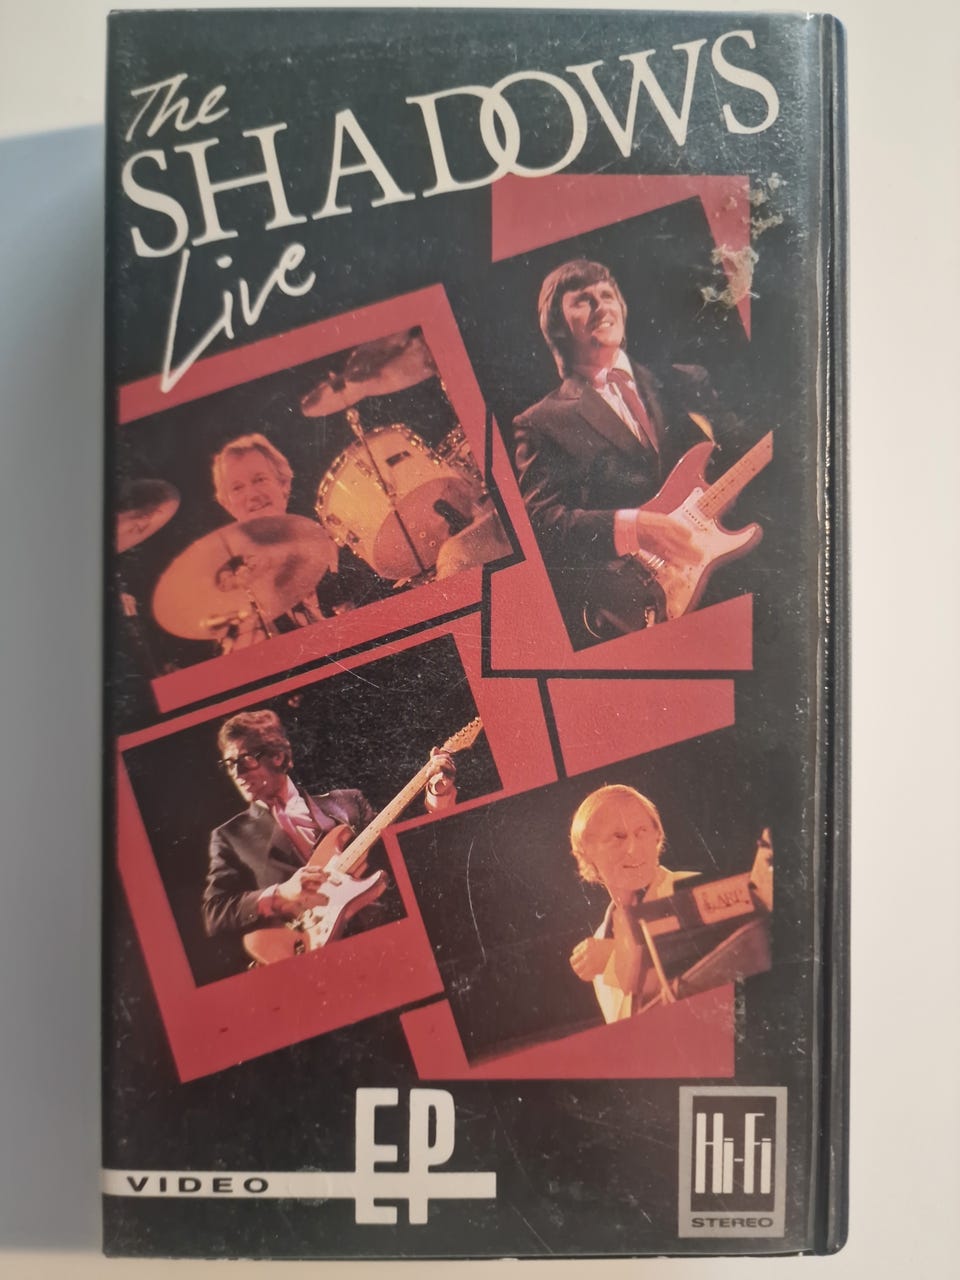 The
SHADOWS
Live
VIDEO EP
Hi-Fi
STEREO